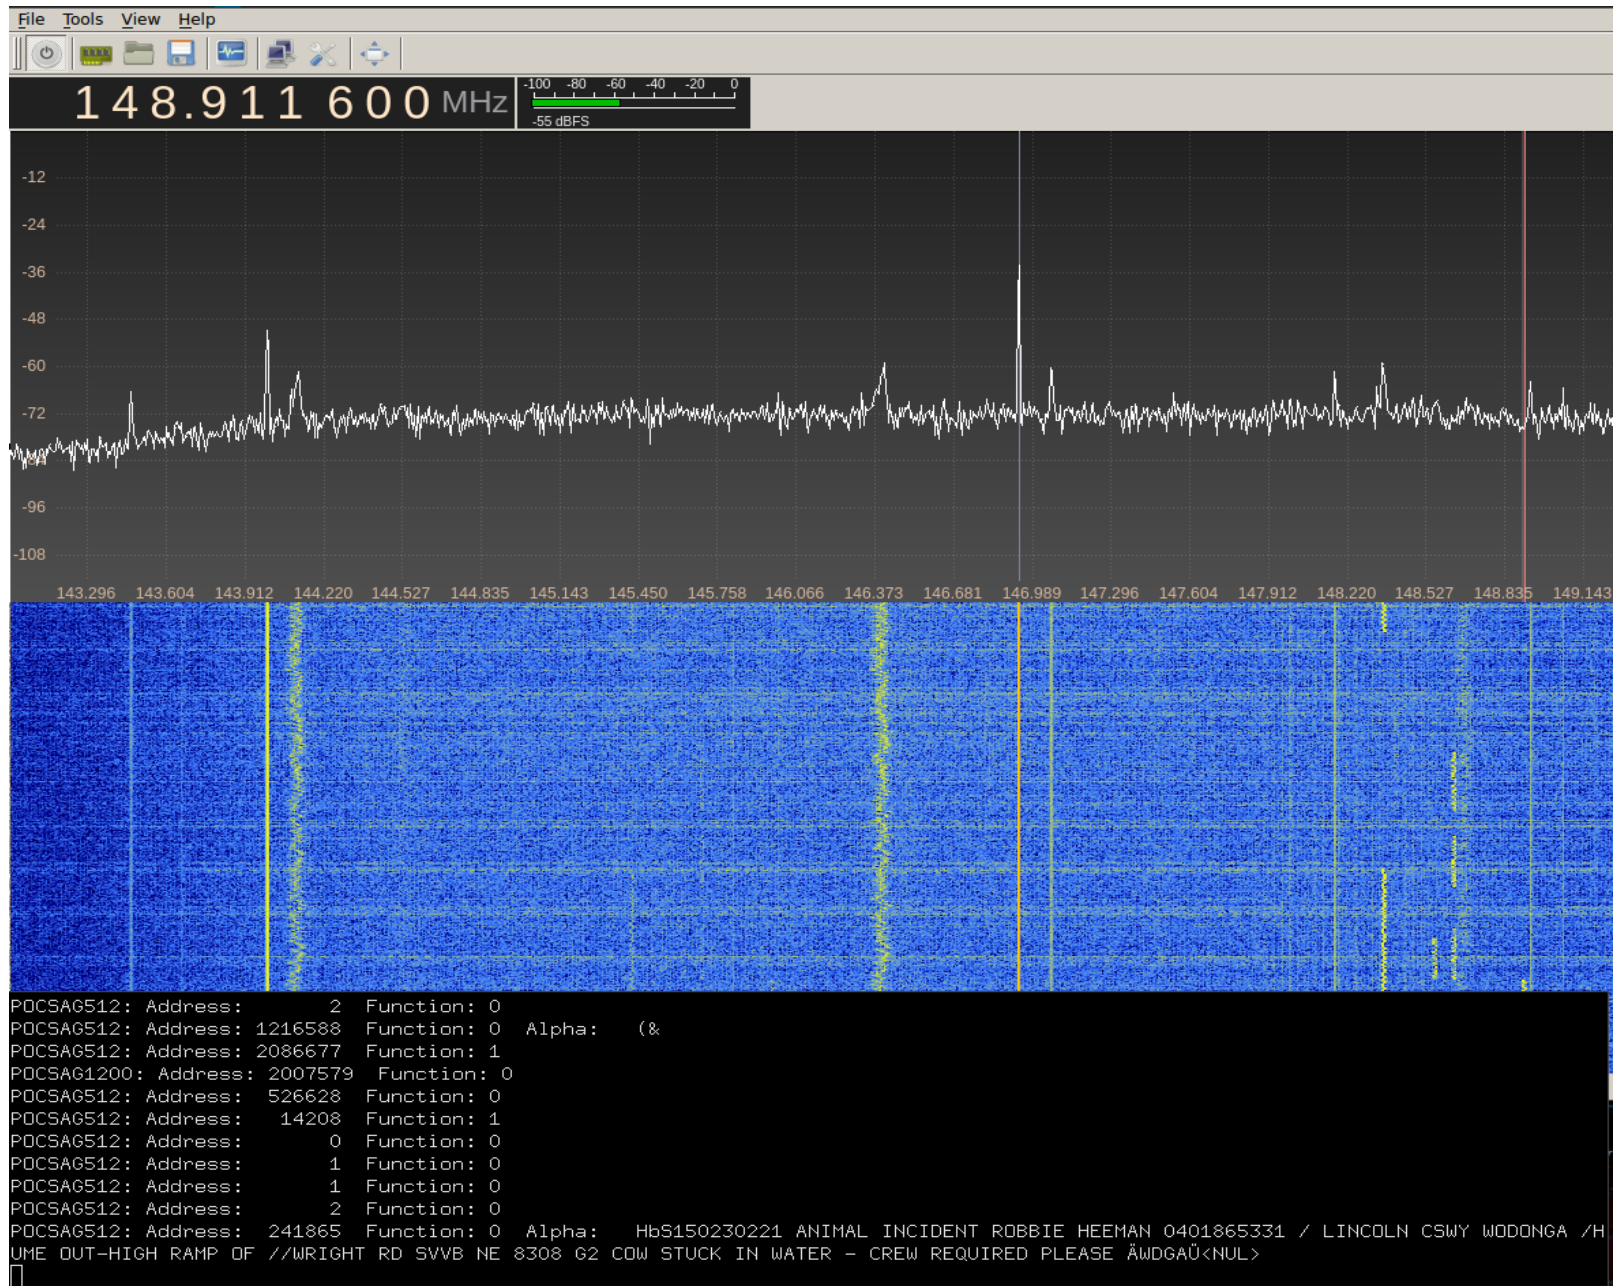 File Tools View Help
148.911 600 MHz
-100 -80 -60 -40 -20 0
-55 dBFS
-12
-24
-36
-48
-60
-72
-84
-96
-108
143.296 143.604 143.912 144.220 144.527 144.835 145.143 145.450 145.758 146.066 146.373 146.681 146.989 147.296 147.604 147.912 148.220 148.527 148.835 149.143
POCSAG512: Address: 2 Function: 0
POCSAG512: Address: 1216588 Function: 0 Alpha: (&
POCSAG512: Address: 2086677 Function: 1
POCSAG1200: Address: 2007579 Function: 0
POCSAG512: Address: 526628 Function: 0
POCSAG512: Address: 14208 Function: 1
POCSAG512: Address: 0 Function: 0
POCSAG512: Address: 1 Function: 0
POCSAG512: Address: 1 Function: 0
POCSAG512: Address: 2 Function: 0
POCSAG512: Address: 241865 Function: 0 Alpha: HbS150230221 ANIMAL INCIDENT ROBBIE HEEMAN 0401865331 / LINCOLN CSWY WODONGA /H
UME OUT-HIGH RAMP OF //WRIGHT RD SVVB NE 8308 G2 COW STUCK IN WATER - CREW REQUIRED PLEASE ÄWDGAÜ<NUL>